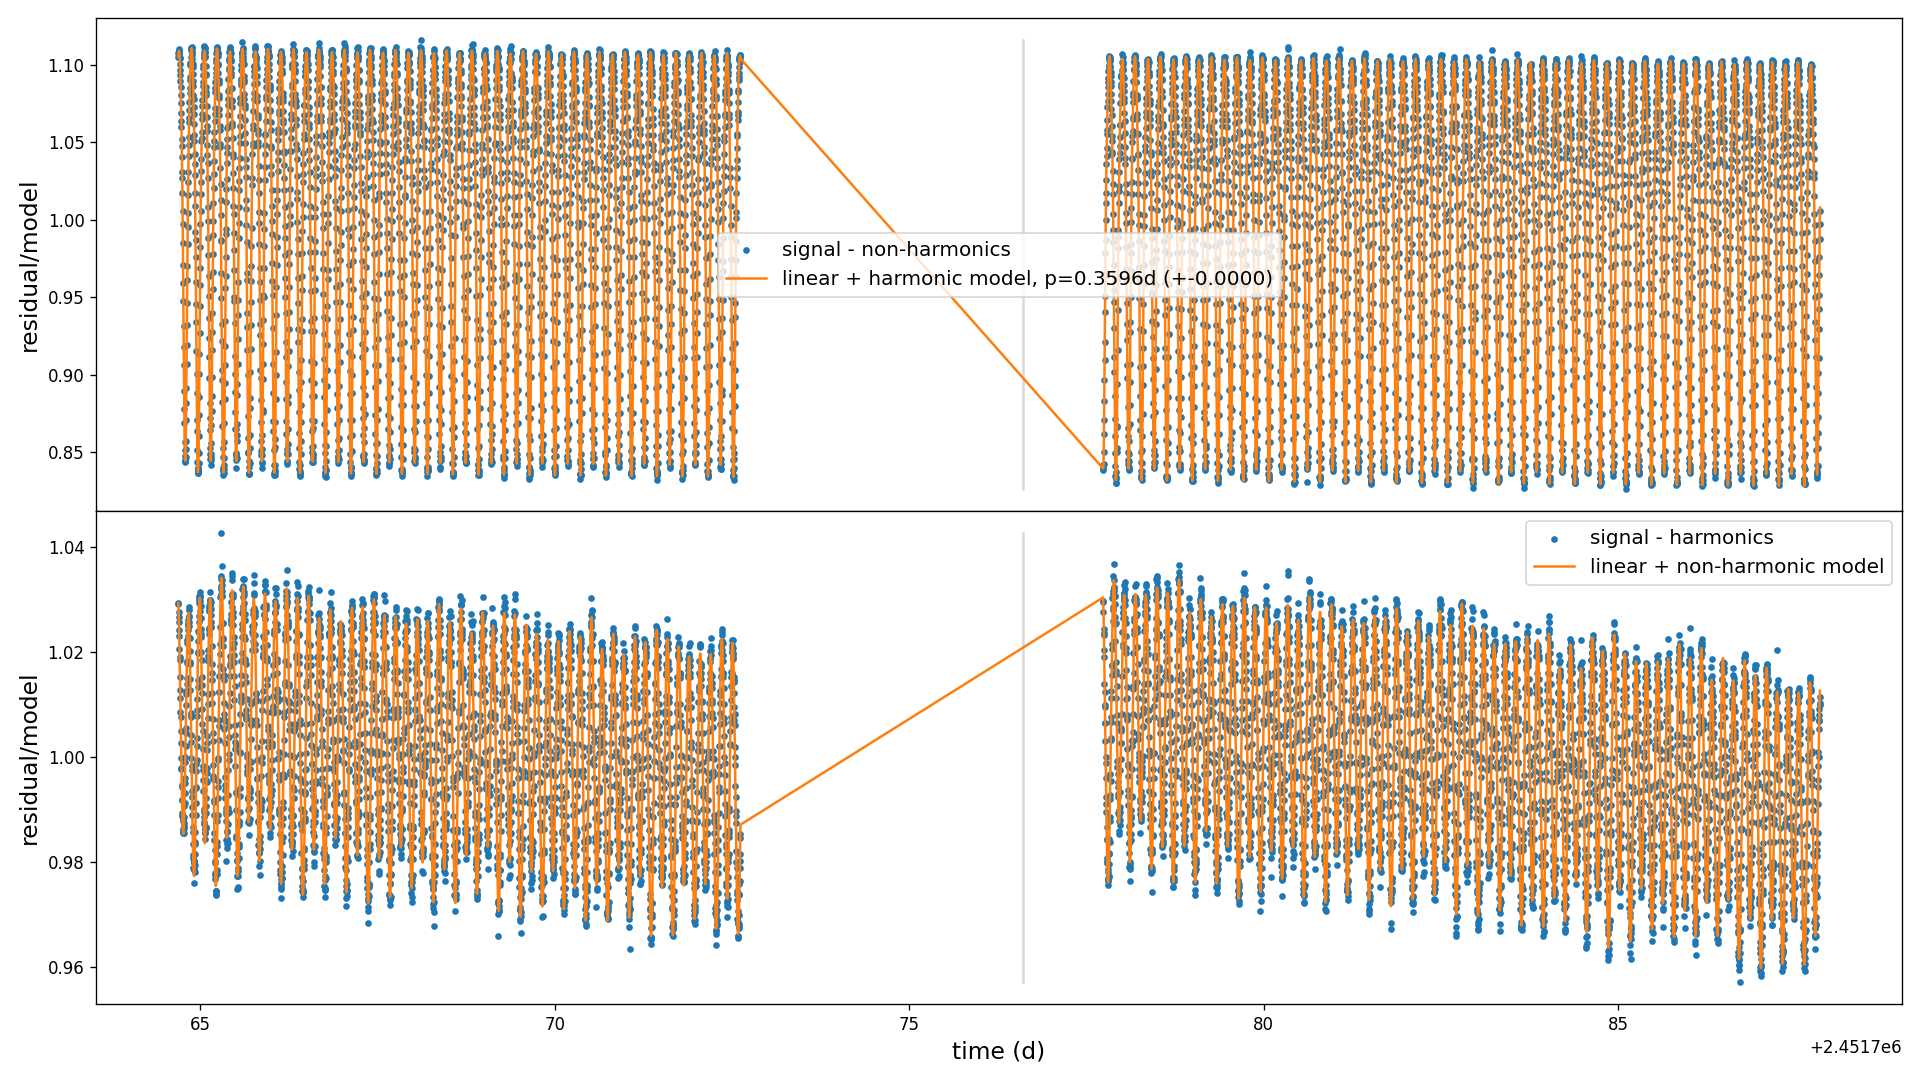 1.10
1.05
1.00
0.95
0.90
0.85
residual/model
signal - non-harmonics
linear + harmonic model, p=0.3596d (+-0.0000)
1.04
1.02
1.00
0.98
0.96
residual/model
signal - harmonics
linear + non-harmonic model
65
70
75
80
85
time (d)
+2.4517e6